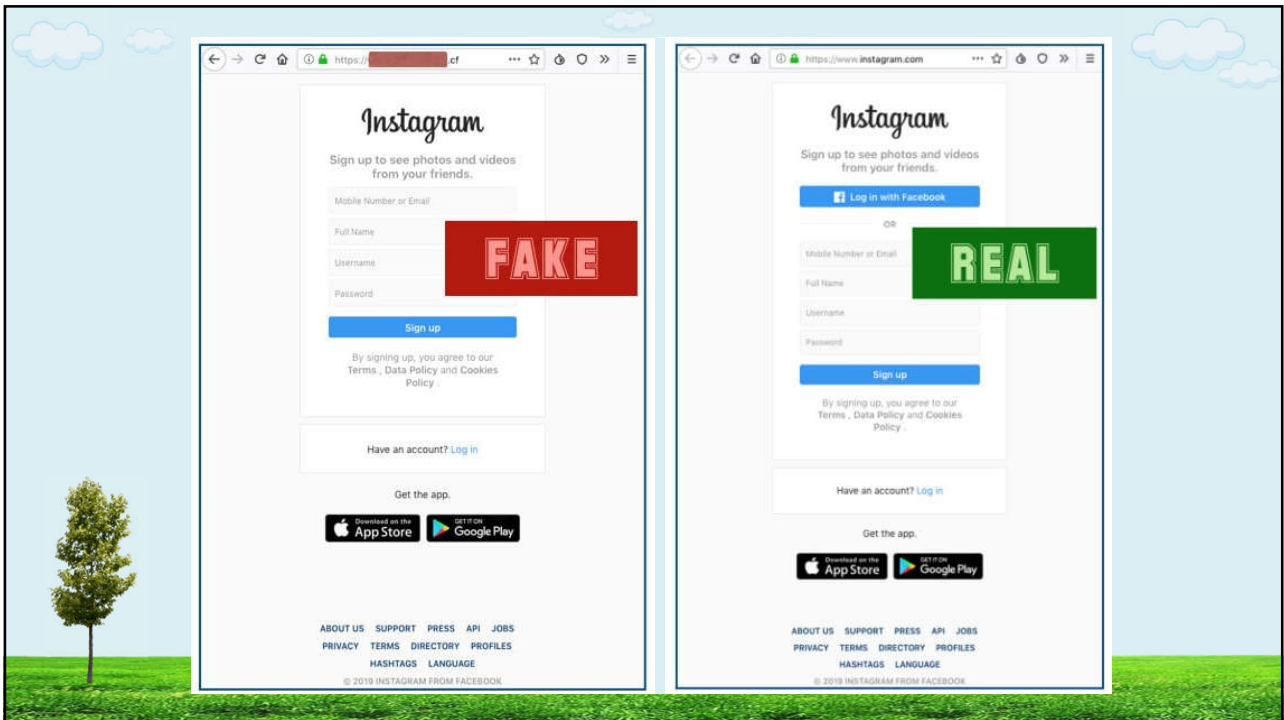 https:// .cf
Instagram
Sign up to see photos and videos
from your friends.
Mobile Number or Email
Full Name
Username
Password
FAKE
Sign up
By signing up, you agree to our
Terms , Data Policy and Cookies
Policy .
Have an account? Log in
Get the app.
Download on the
App Store
GET IT ON
Google Play
ABOUT US SUPPORT PRESS API JOBS
PRIVACY TERMS DIRECTORY PROFILES
HASHTAGS LANGUAGE
© 2019 INSTAGRAM FROM FACEBOOK
https://www.instagram.com
Instagram
Sign up to see photos and videos
from your friends.
Log in with Facebook
OR
Mobile Number or Email
Full Name
Username
Password
REAL
Sign up
By signing up, you agree to our
Terms , Data Policy and Cookies
Policy .
Have an account? Log in
Get the app.
Download on the
App Store
GET IT ON
Google Play
ABOUT US SUPPORT PRESS API JOBS
PRIVACY TERMS DIRECTORY PROFILES
HASHTAGS LANGUAGE
© 2019 INSTAGRAM FROM FACEBOOK